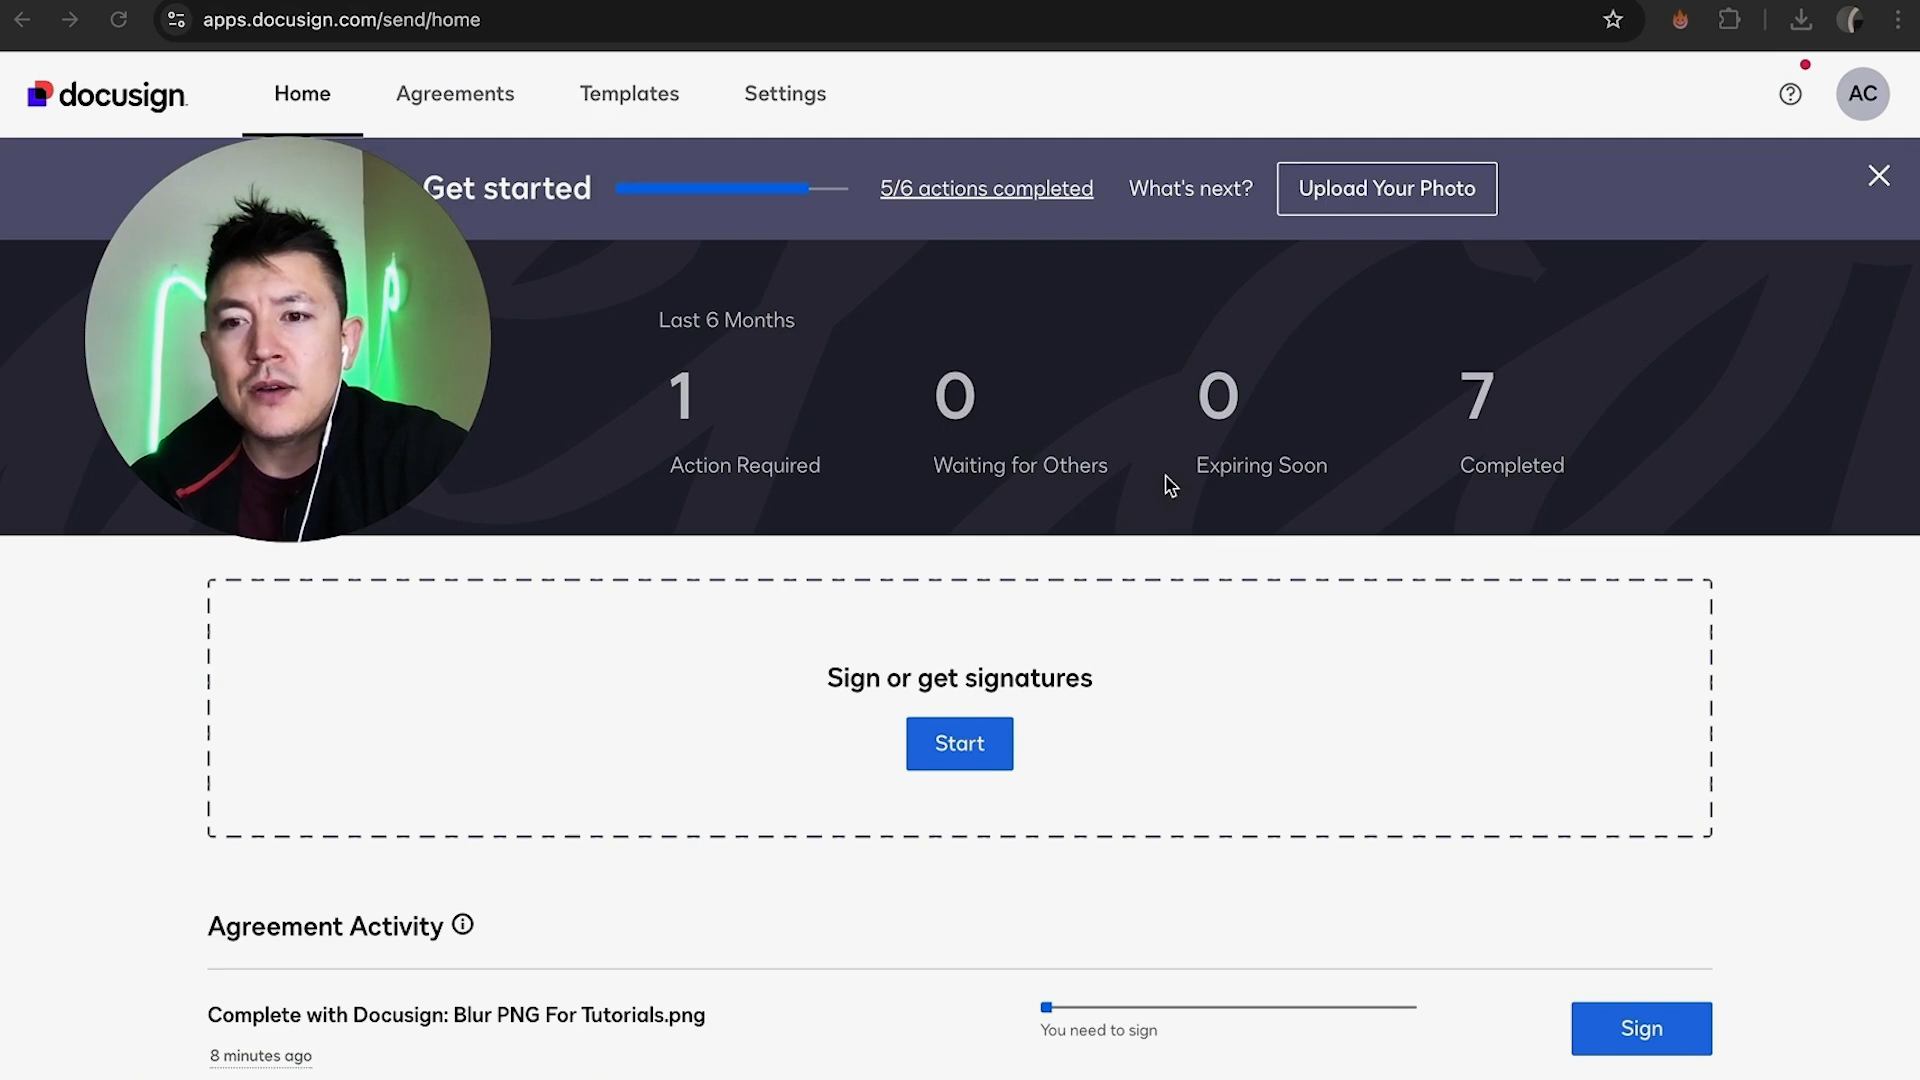 apps.docusign.com/send/home
docusign
Home
Agreements
Templates
Settings
AC
Get started
5/6 actions completed
What's next?
Upload Your Photo
Last 6 Months
1
0
0
7
Action Required
Waiting for Others
Expiring Soon
Completed
Sign or get signatures
Start
Agreement Activity
Complete with Docusign: Blur PNG For Tutorials.png
You need to sign
Sign
8 minutes ago